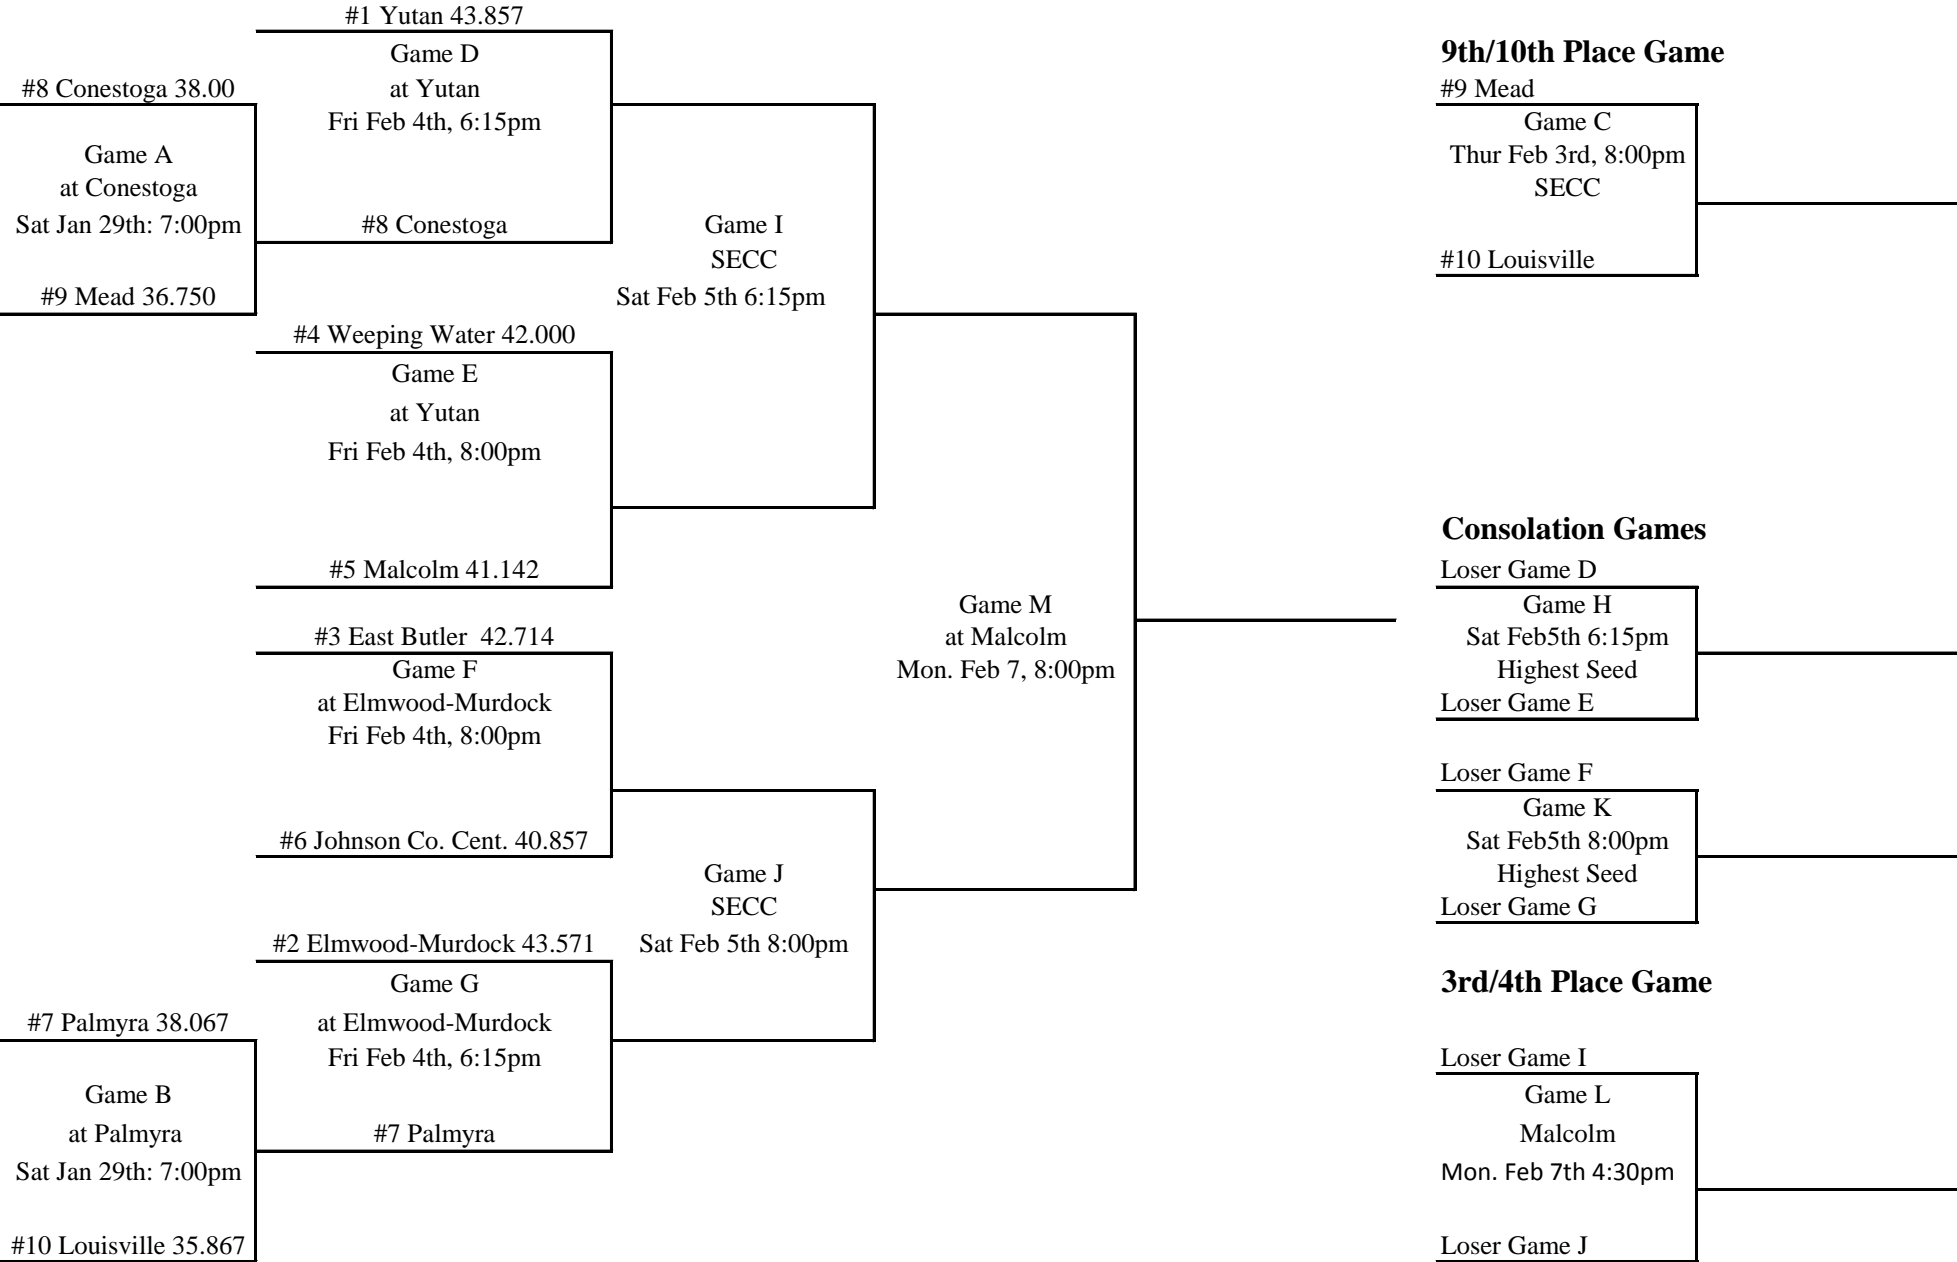 #8 Conestoga 38.00
Game A
at Conestoga
Sat Jan 29th: 7:00pm
#9 Mead 36.750
#7 Palmyra 38.067
Game B
at Palmyra
Sat Jan 29th: 7:00pm
#10 Louisville 35.867
#1 Yutan 43.857
Game D
at Yutan
Fri Feb 4th, 6:15pm
#8 Conestoga
#4 Weeping Water 42.000
Game E
at Yutan
Fri Feb 4th, 8:00pm
#5 Malcolm 41.142
#3 East Butler  42.714
Game F
at Elmwood-Murdock
Fri Feb 4th, 8:00pm
#6 Johnson Co. Cent. 40.857
#2 Elmwood-Murdock 43.571
Game G
at Elmwood-Murdock
Fri Feb 4th, 6:15pm
#7 Palmyra
Game I
SECC
Sat Feb 5th 6:15pm
Game J
SECC
Sat Feb 5th 8:00pm
Game M
at Malcolm
Mon. Feb 7, 8:00pm
9th/10th Place Game
#9 Mead
Game C
Thur Feb 3rd, 8:00pm
SECC
#10 Louisville
Consolation Games
Loser Game D
Game H
Sat Feb5th 6:15pm
Highest Seed
Loser Game E
Loser Game F
Game K
Sat Feb5th 8:00pm
Highest Seed
Loser Game G
3rd/4th Place Game
Loser Game I
Game L
Malcolm
Mon. Feb 7th 4:30pm
Loser Game J